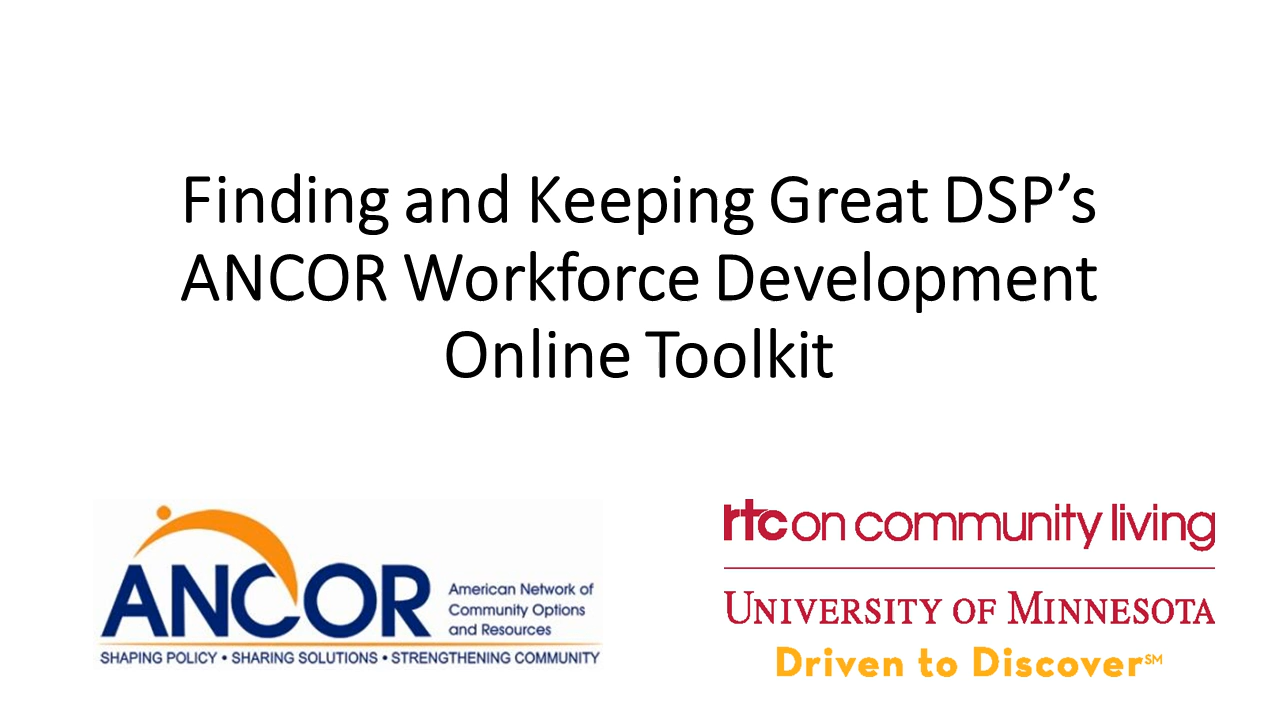 Finding and Keeping Great DSP’s
ANCOR Workforce Development
Online Toolkit
ANCOR
American Network of
Community Options
and Resources
SHAPING POLICY • SHARING SOLUTIONS • STRENGTHENING COMMUNITY
rtc on community living
UNIVERSITY OF MINNESOTA
Driven to Discover℠